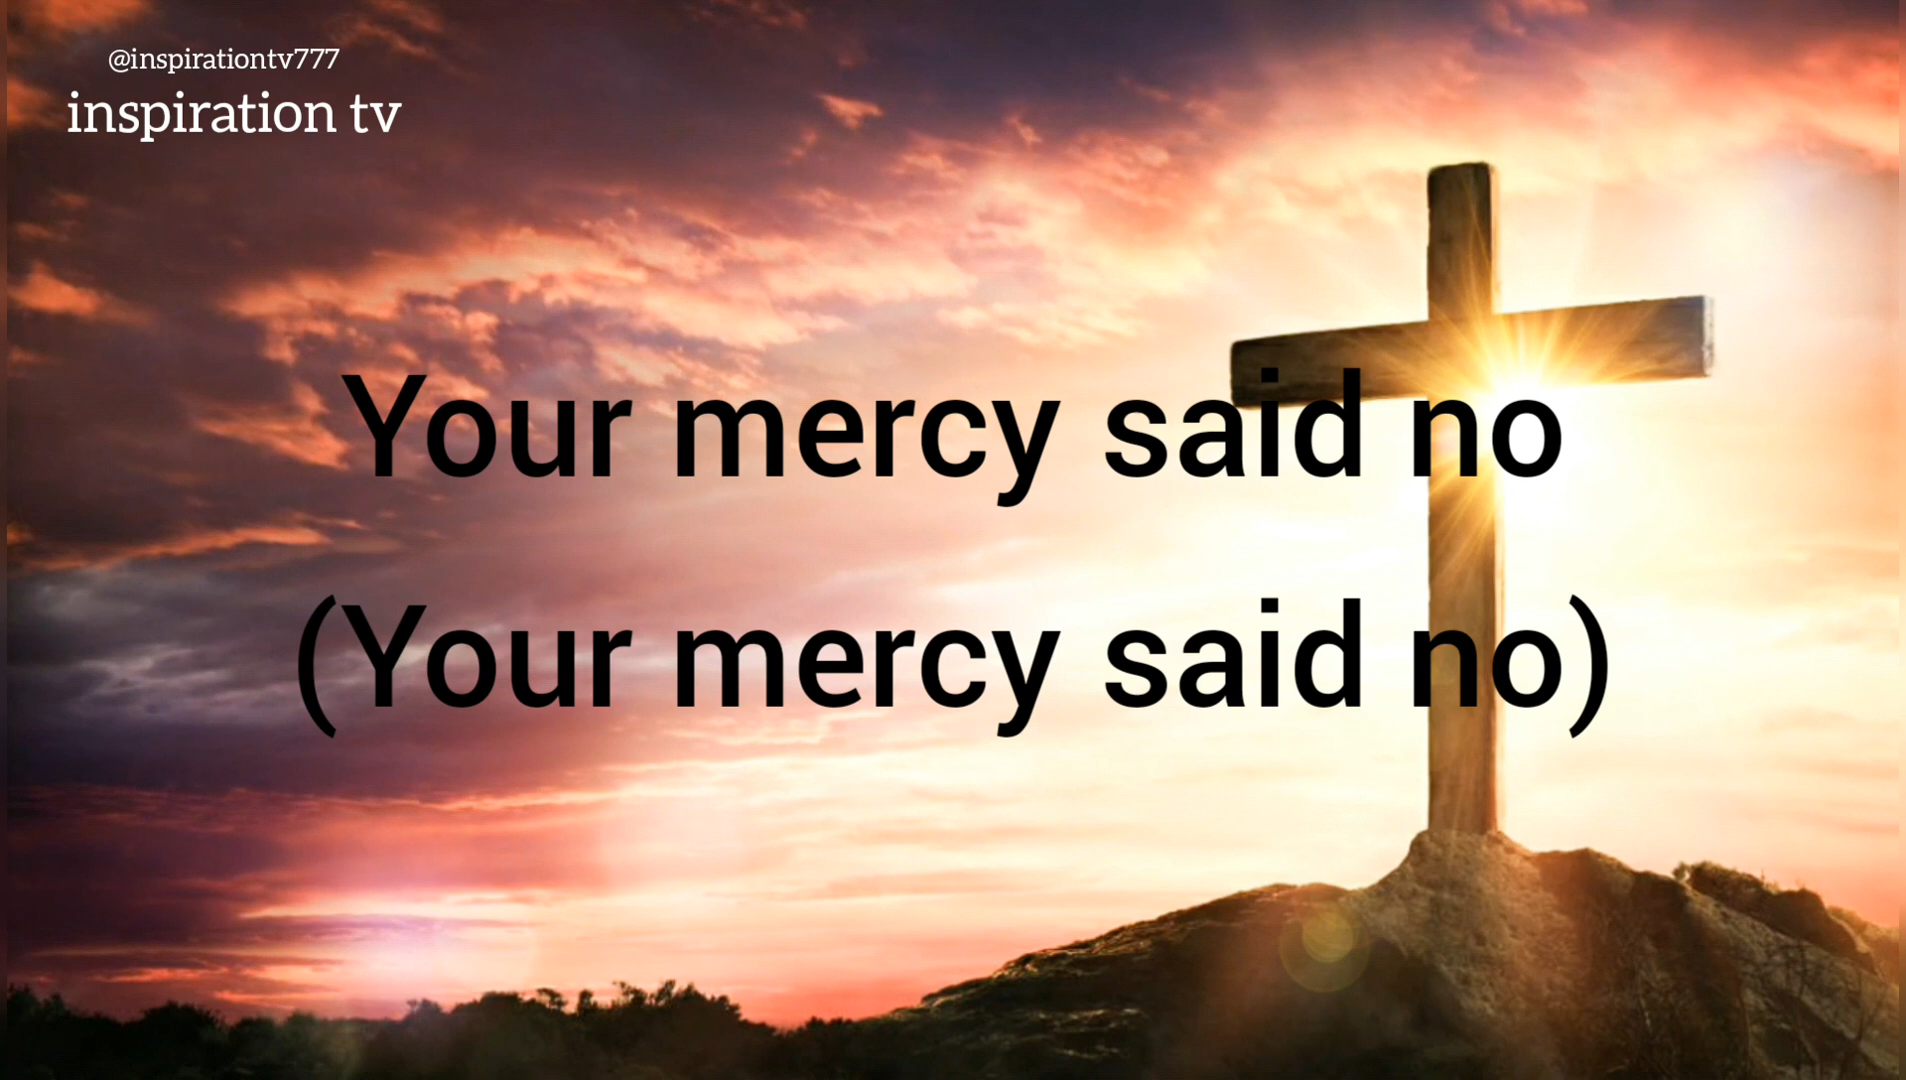 @inspirationtv777
inspiration tv
Your mercy said no
(Your mercy said no)